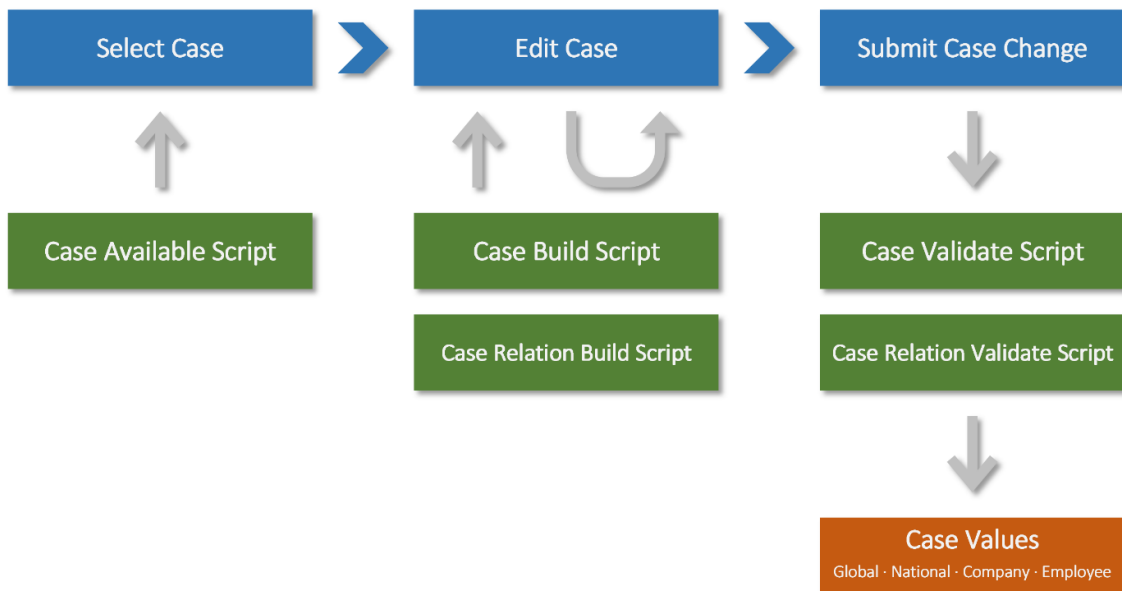 Select Case
Edit Case
Submit Case Change
Case Available Script
Case Build Script
Case Validate Script
Case Relation Build Script
Case Relation Validate Script
Case Values
Global · National · Company · Employee